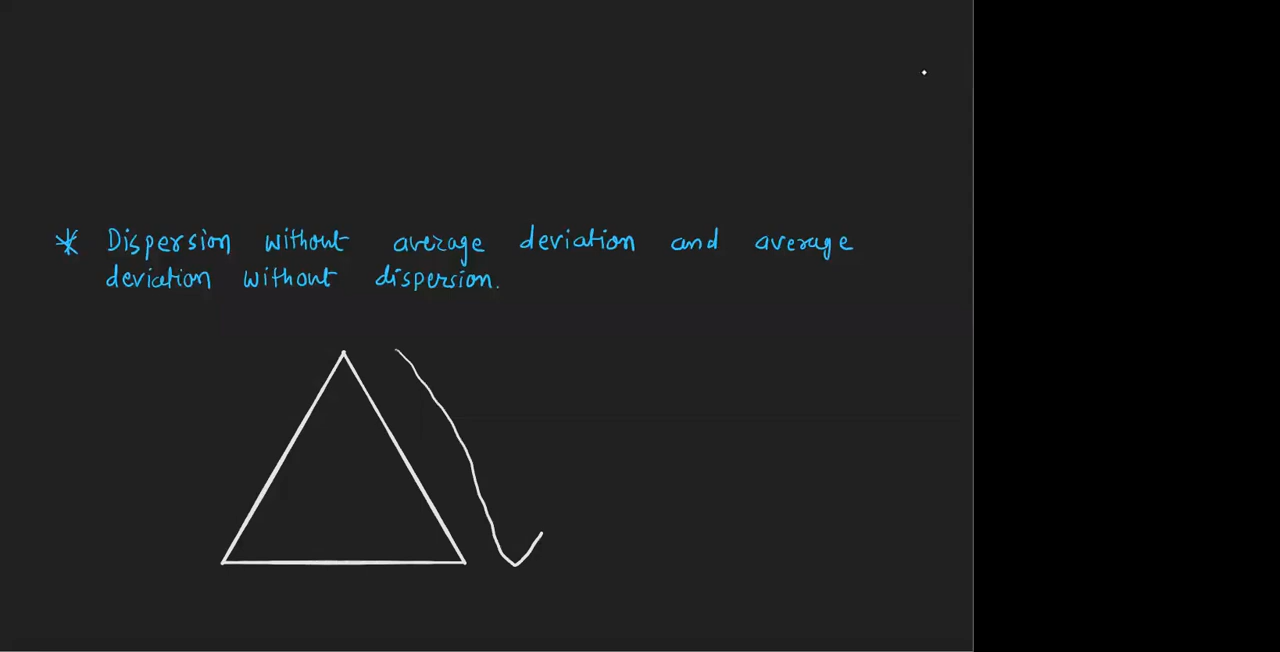 * Dispersion without average deviation and average
deviation without dispersion.